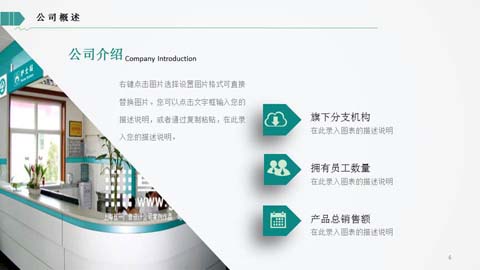 公司概述
公司介绍 Company Introduction
右键点击图片选择设置图片格式可直接
替换图片。您可以点击文字框输入您的
描述说明，或者通过复制粘贴，在此录
入您的描述说明。
旗下分支机构
在此录入图表的描述说明
拥有员工数量
在此录入图表的描述说明
产品总销售额
在此录入图表的描述说明
护士站
www.
6